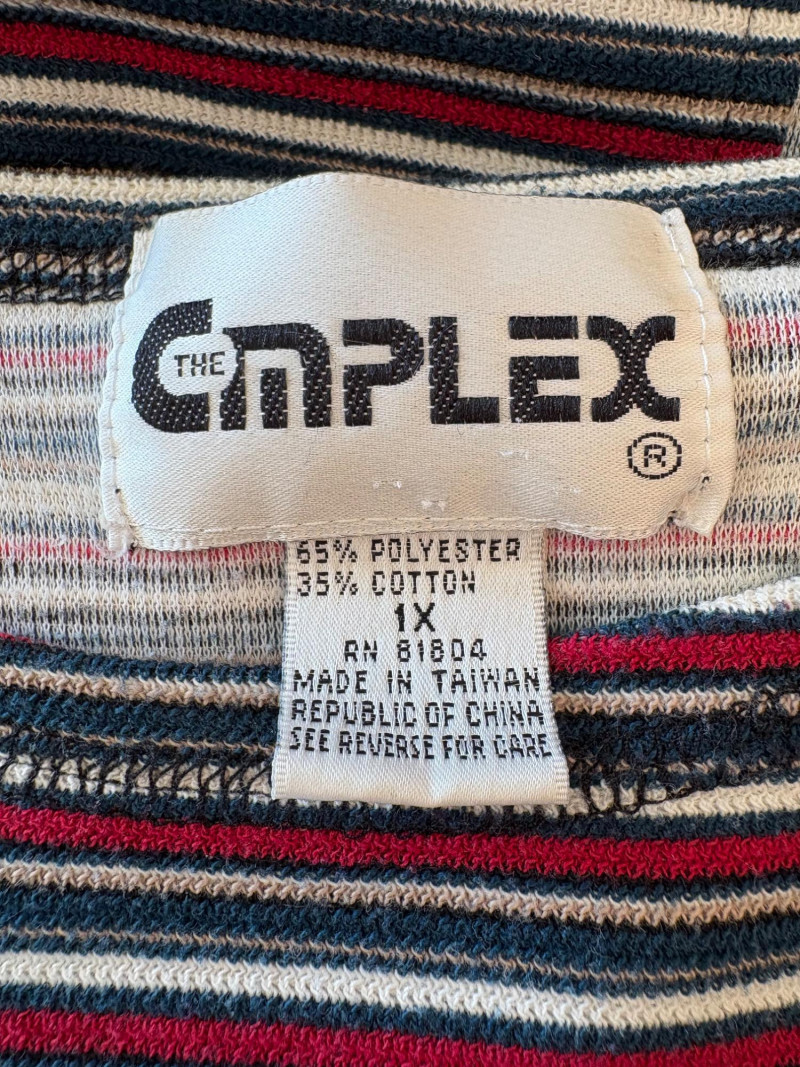 THE CMPLEX
®
65% POLYESTER
35% COTTON
1X
RN 81804
MADE IN TAIWAN
REPUBLIC OF CHINA
SEE REVERSE FOR CARE